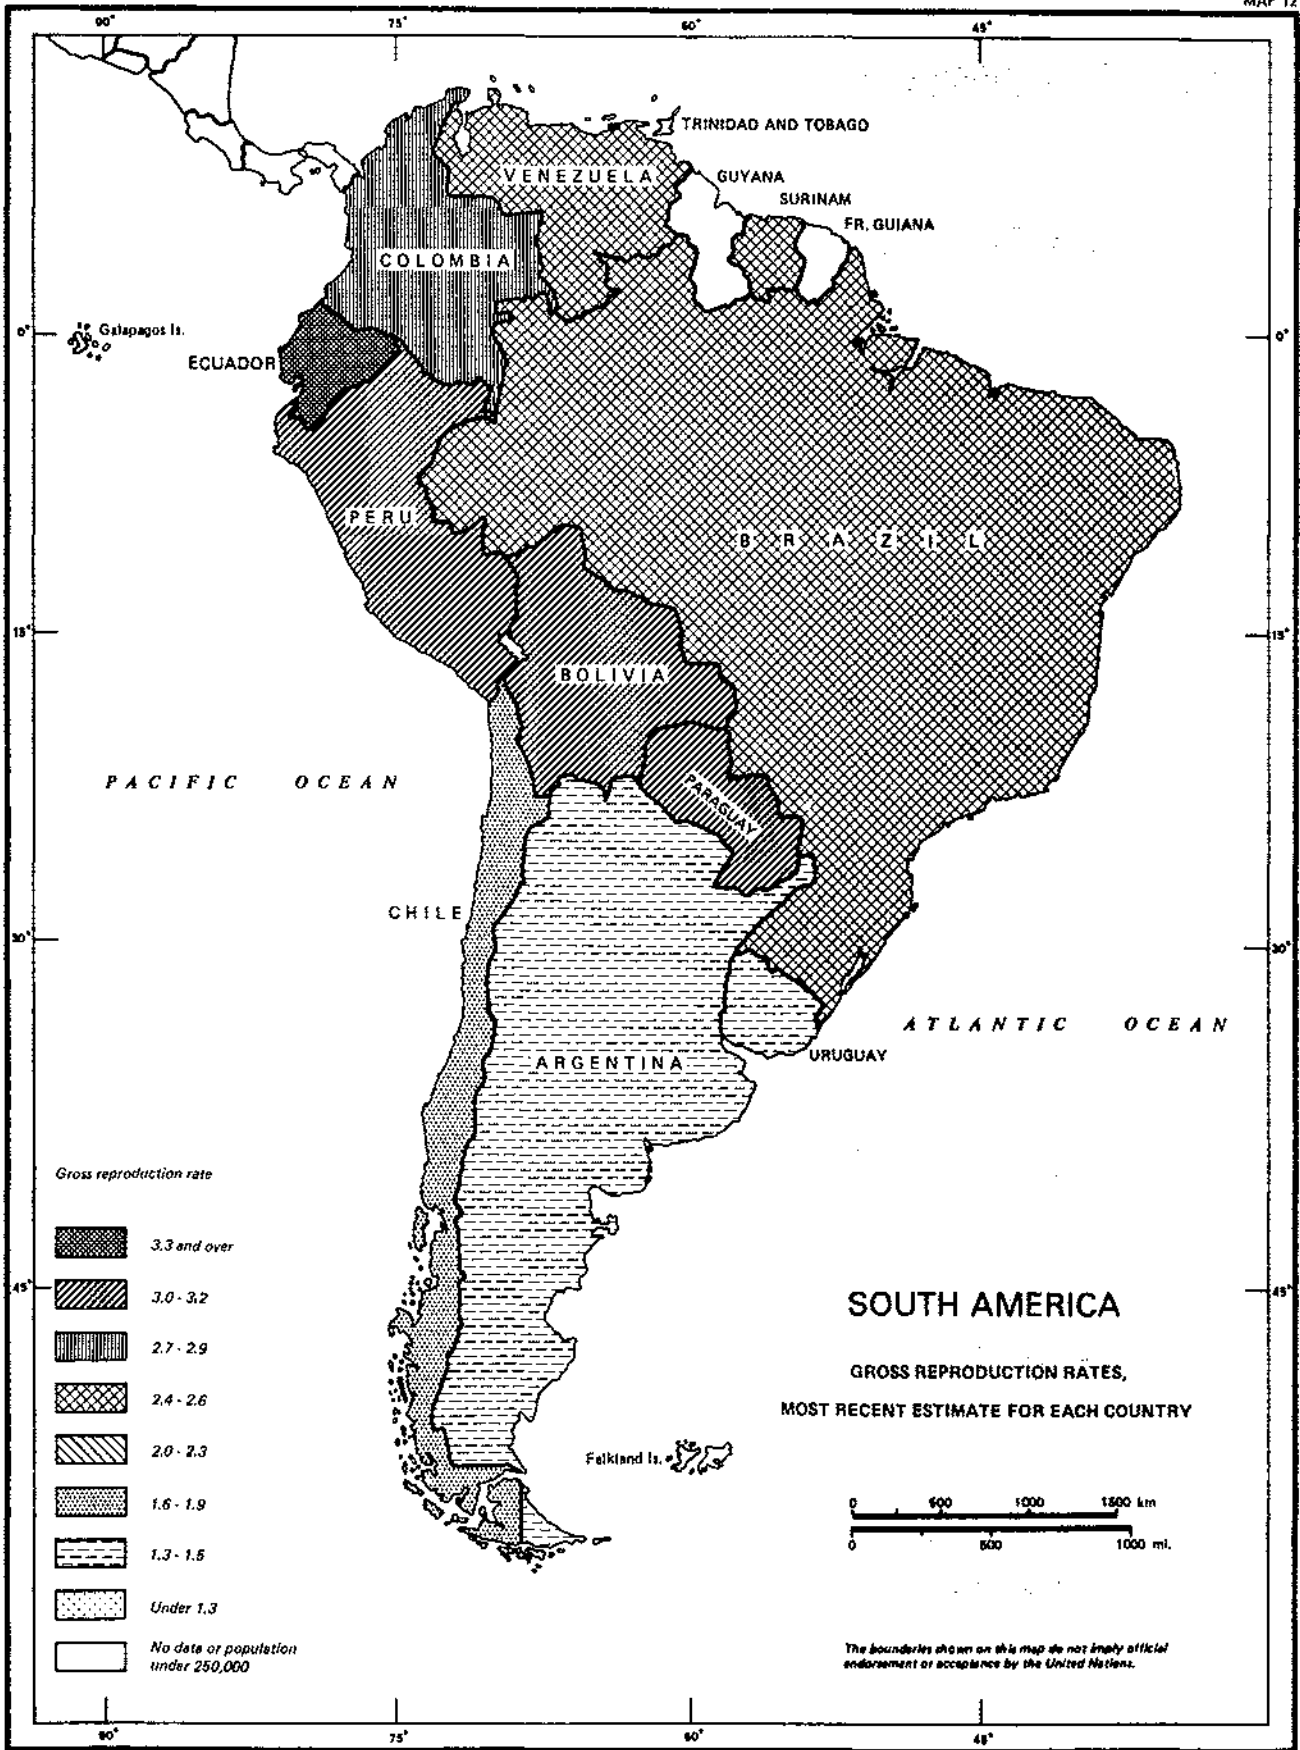 MAP 12
90°
75°
60°
45°
TRINIDAD AND TOBAGO
VENEZUELA
GUYANA
SURINAM
FR. GUIANA
COLOMBIA
0°
Galapagos Is.
0°
ECUADOR
PERU
BRAZIL
15°
15°
BOLIVIA
PACIFIC OCEAN
PARAGUAY
CHILE
30°
30°
ATLANTIC OCEAN
URUGUAY
ARGENTINA
Gross reproduction rate
3.3 and over
3.0 - 3.2
2.7 - 2.9
2.4 - 2.6
2.0 - 2.3
1.6 - 1.9
1.3 - 1.5
Under 1.3
No data or population
under 250,000
45°
45°
SOUTH AMERICA
GROSS REPRODUCTION RATES,
MOST RECENT ESTIMATE FOR EACH COUNTRY
Falkland Is.
0 500 1000 1500 km
0 500 1000 mi.
The boundaries shown on this map do not imply official
endorsement or acceptance by the United Nations.
90°
75°
60°
45°